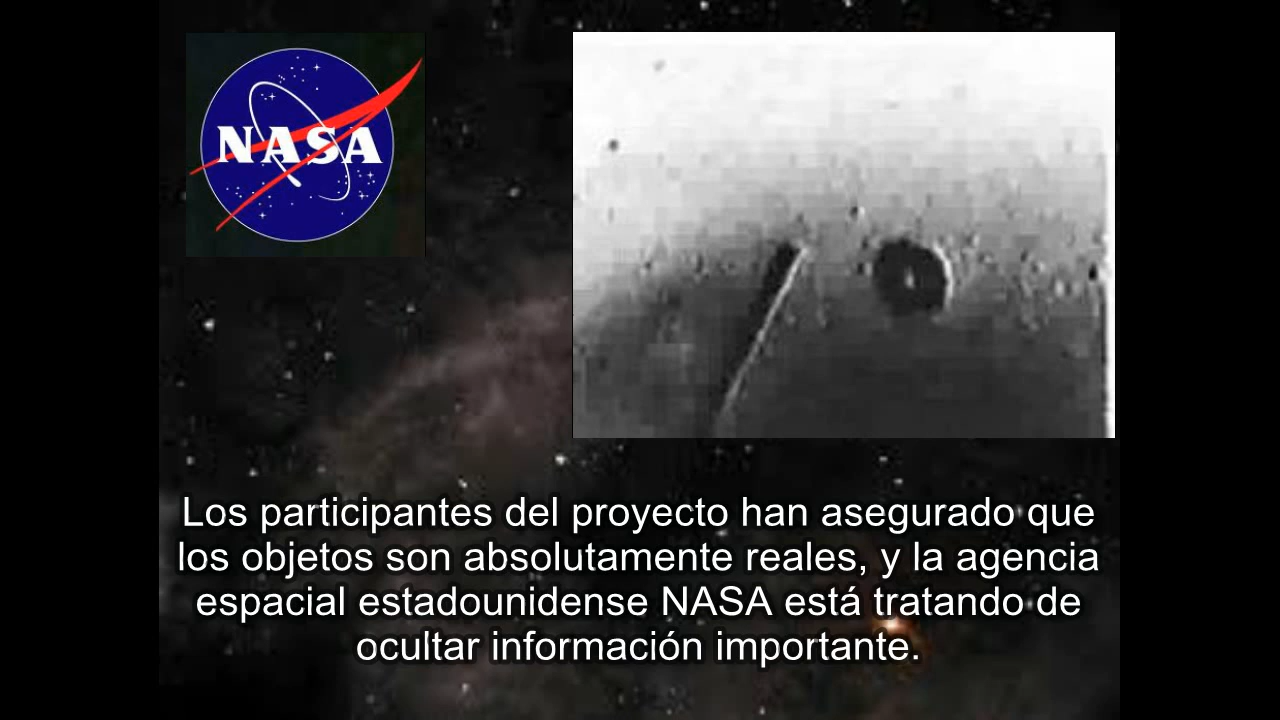 NASA
Los participantes del proyecto han asegurado que
los objetos son absolutamente reales, y la agencia
espacial estadounidense NASA está tratando de
ocultar información importante.